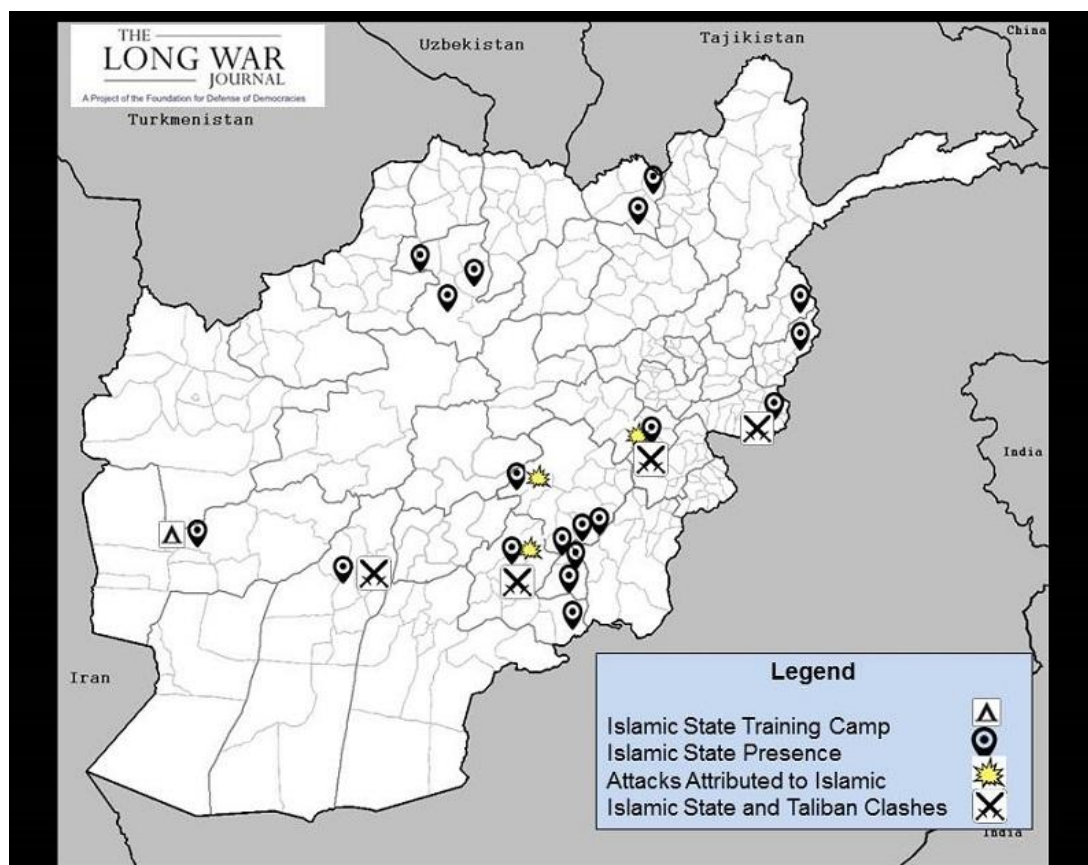 THE
LONG WAR
JOURNAL
A Project of the Foundation for Defense of Democracies
Uzbekistan
Tajikistan
China
Turkmenistan
India
Iran
Legend
Islamic State Training Camp
Islamic State Presence
Attacks Attributed to Islamic
Islamic State and Taliban Clashes
India